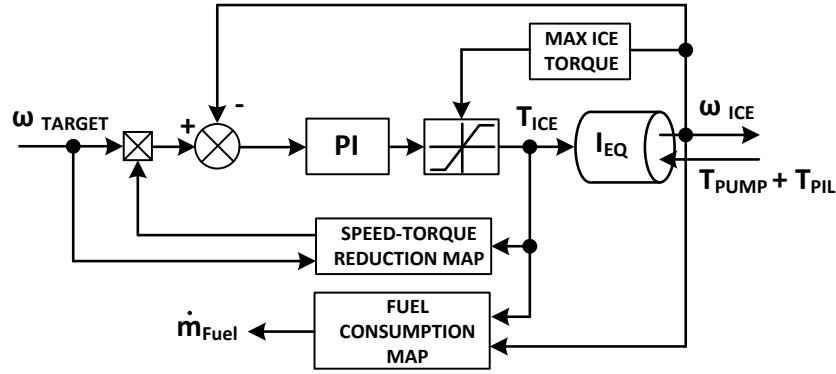 MAX ICE
TORQUE
-
ω TARGET
+
PI
T_ICE
I_EQ
ω ICE
T_PUMP + T_PIL
SPEED-TORQUE
REDUCTION MAP
FUEL
CONSUMPTION
MAP
ṁ_Fuel